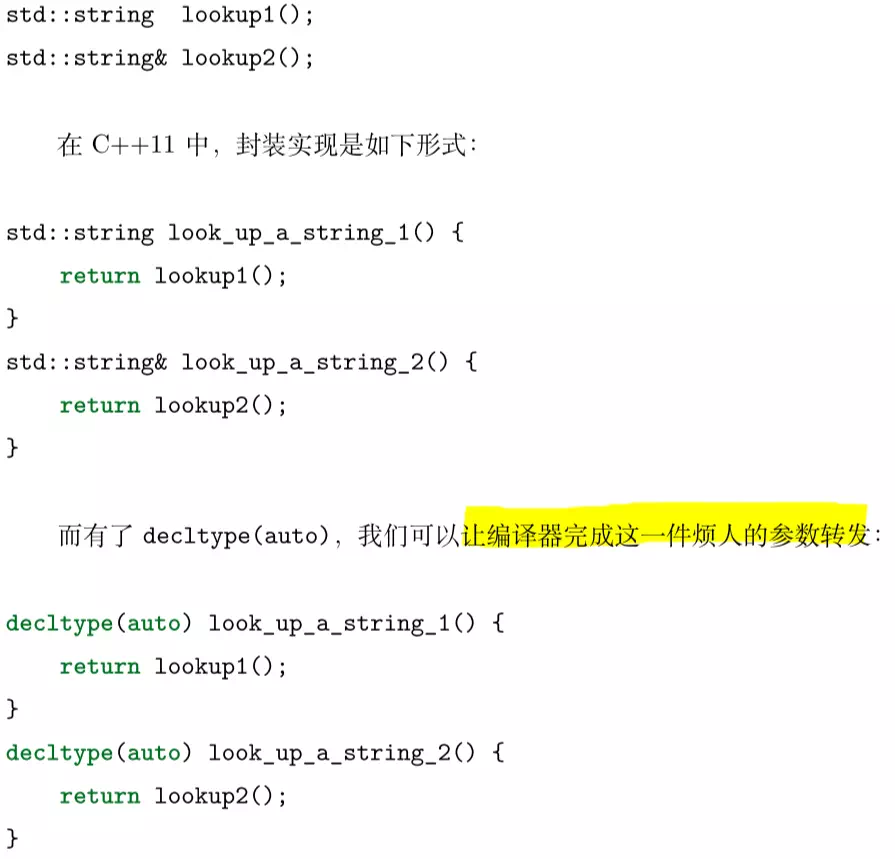 std::string  lookup1();
std::string& lookup2();
在 C++11 中，封装实现是如下形式：
std::string look_up_a_string_1() {
    return lookup1();
}
std::string& look_up_a_string_2() {
    return lookup2();
}
而有了 decltype(auto)，我们可以让编译器完成这一件烦人的参数转发：
decltype(auto) look_up_a_string_1() {
    return lookup1();
}
decltype(auto) look_up_a_string_2() {
    return lookup2();
}